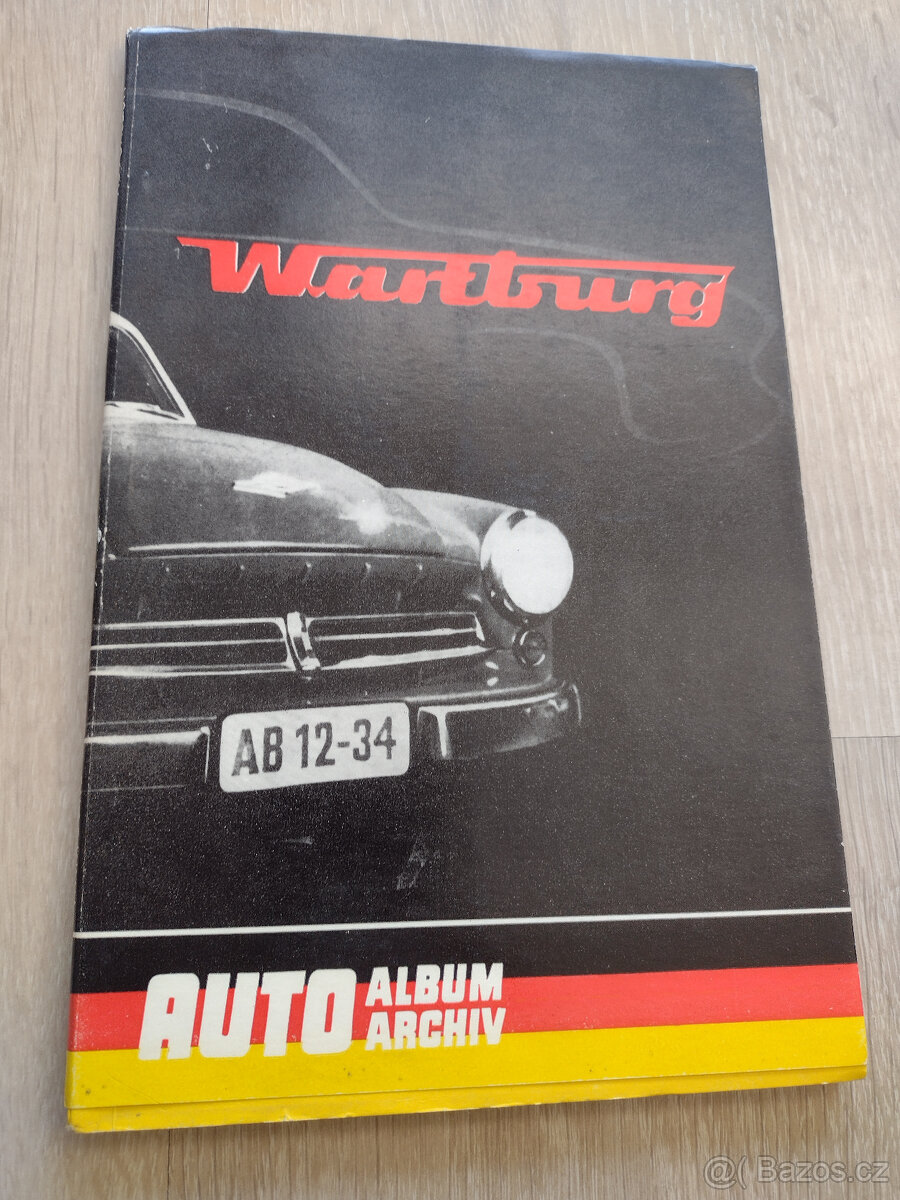 Wartburg
AB 12-34
AUTO ALBUM
ARCHIV
@( Bazos.cz